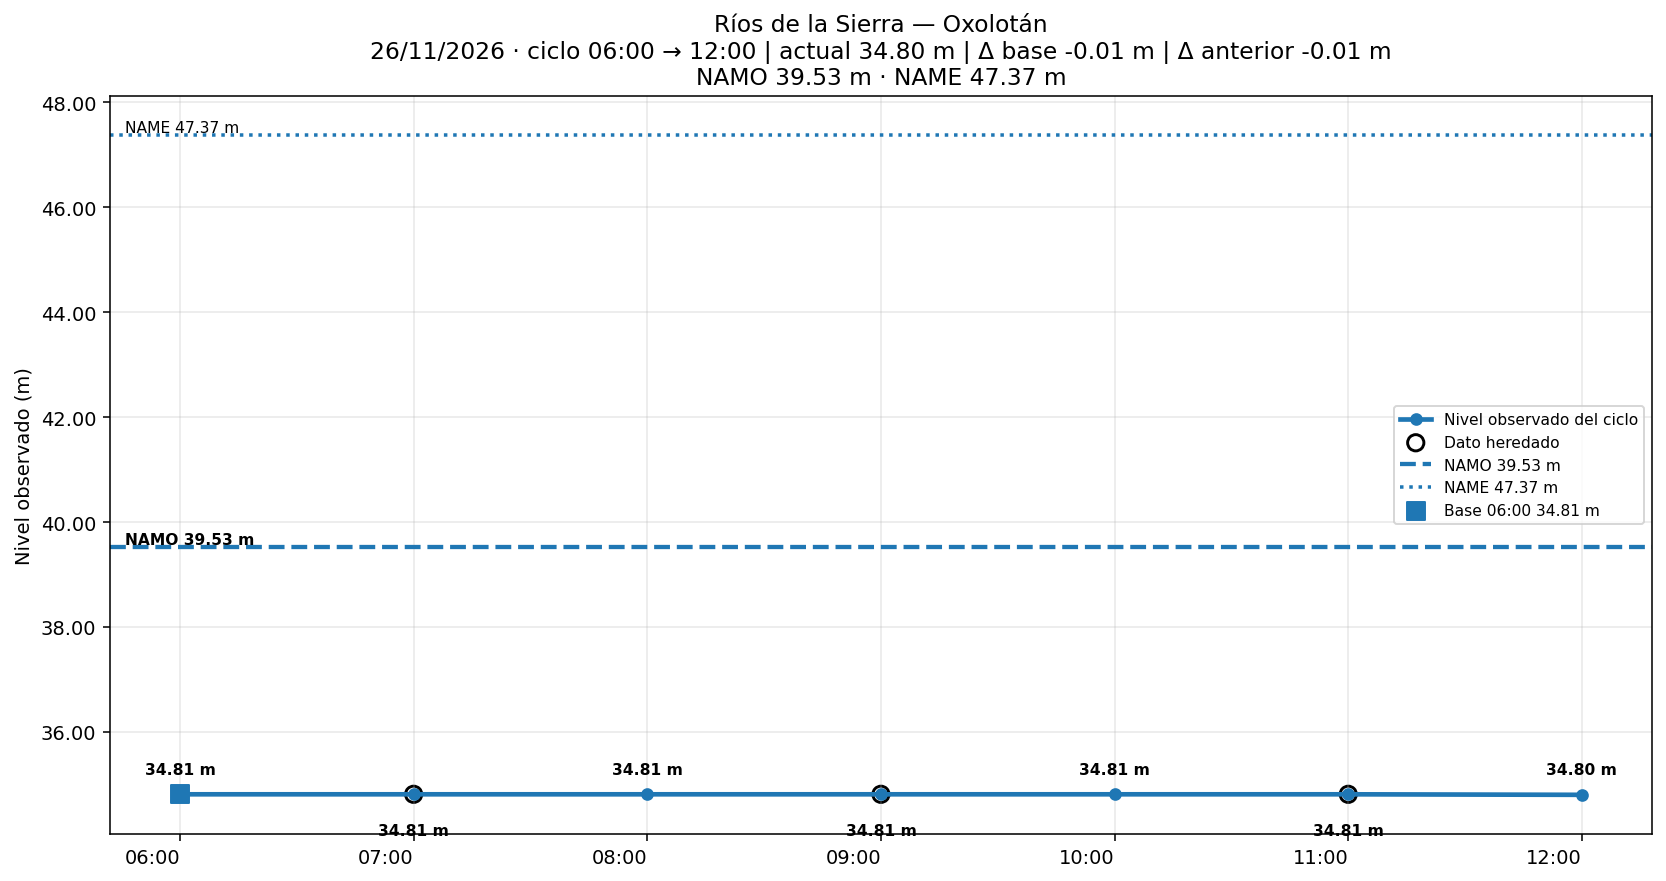 Ríos de la Sierra — Oxolotán
26/11/2026 · ciclo 06:00 → 12:00 | actual 34.80 m | Δ base -0.01 m | Δ anterior -0.01 m
NAMO 39.53 m · NAME 47.37 m
48.00
NAME 47.37 m
46.00
44.00
Nivel observado (m)
42.00
Nivel observado del ciclo
Dato heredado
NAMO 39.53 m
NAME 47.37 m
Base 06:00 34.81 m
40.00
NAMO 39.53 m
38.00
36.00
34.81 m
34.81 m
34.81 m
34.80 m
34.81 m
34.81 m
34.81 m
06:00
07:00
08:00
09:00
10:00
11:00
12:00